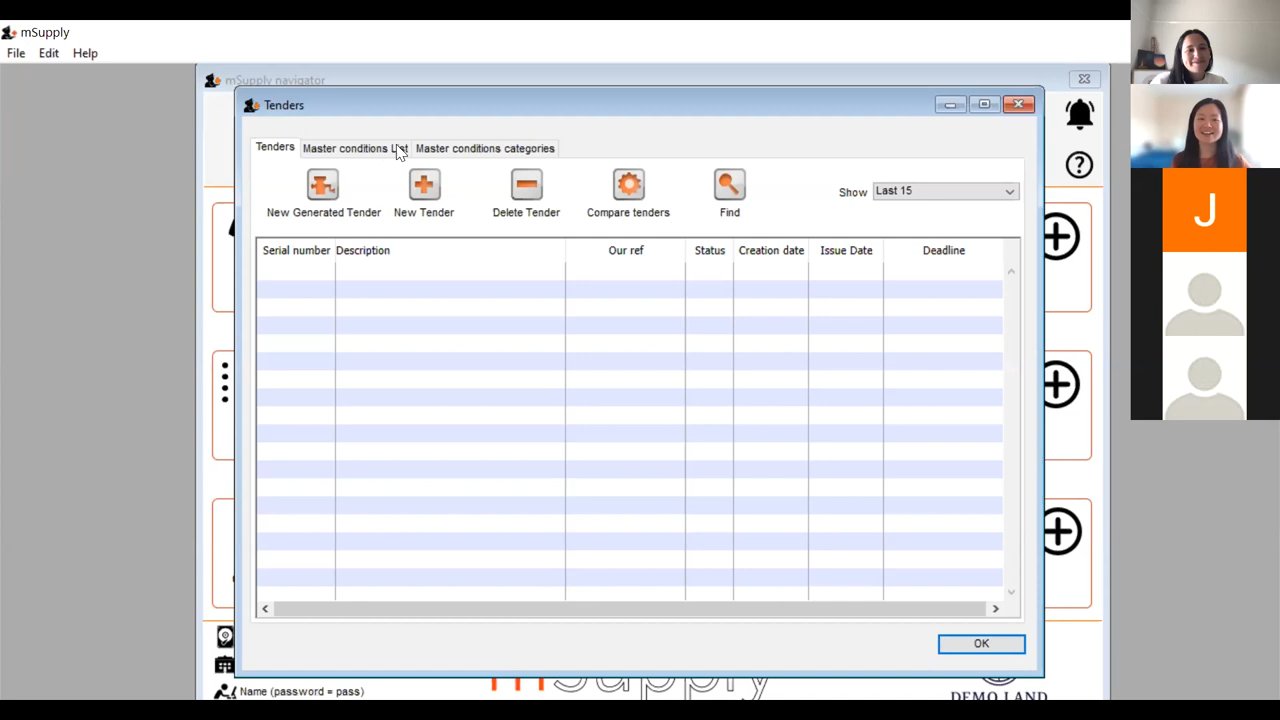 mSupply
File Edit Help
mSupply navigator
Tenders
Tenders Master conditions List Master conditions categories
New Generated Tender New Tender Delete Tender Compare tenders Find
Show Last 15
Serial number Description Our ref Status Creation date Issue Date Deadline
OK
Name (password = pass)
mSupply
DEMO LAND
J